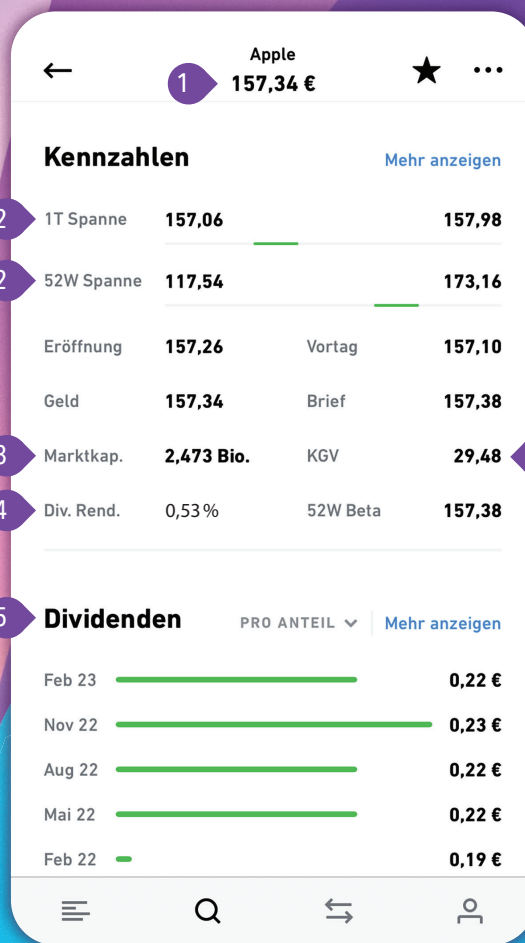 Apple
1 157,34 €
Kennzahlen Mehr anzeigen
2 1T Spanne 157,06 157,98
2 52W Spanne 117,54 173,16
Eröffnung 157,26 Vortag 157,10
Geld 157,34 Brief 157,38
3 Marktkap. 2,473 Bio. KGV 29,48
4 Div. Rend. 0,53 % 52W Beta 157,38
5 Dividenden PRO ANTEIL Mehr anzeigen
Feb 23 0,22 €
Nov 22 0,23 €
Aug 22 0,22 €
Mai 22 0,22 €
Feb 22 0,19 €